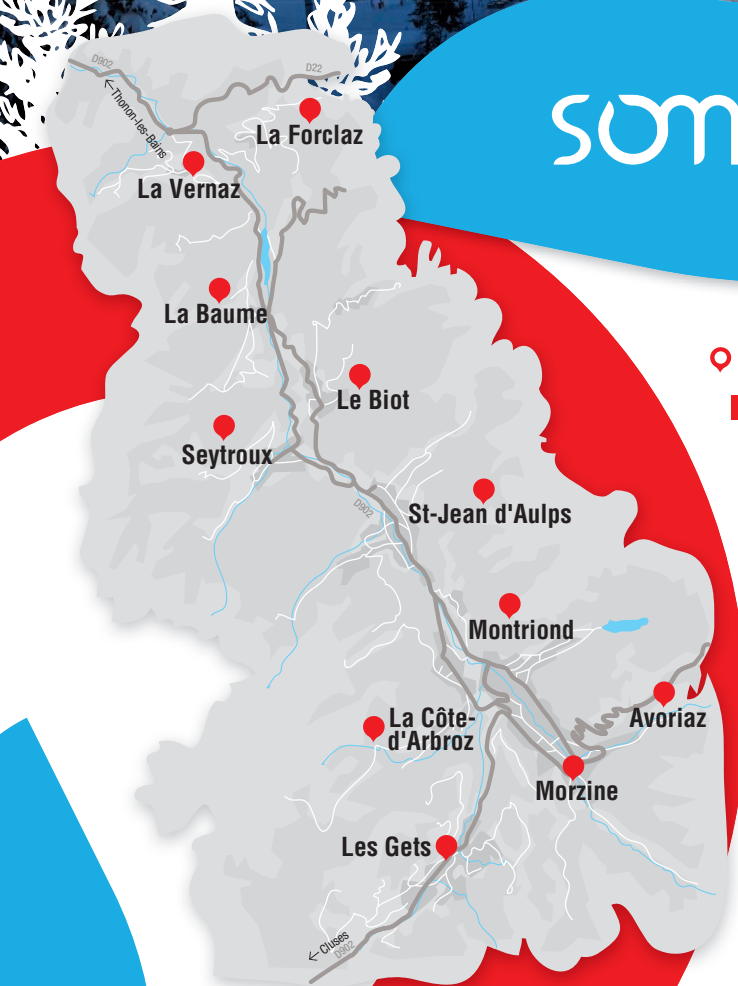 D902
D22
Thonon-les-Bains
La Forclaz
som
La Vernaz
La Baume
Le Biot
Seytroux
D902
St-Jean d'Aulps
Montriond
La Côte-
d'Arbroz
Avoriaz
Morzine
Les Gets
Cluses
D902